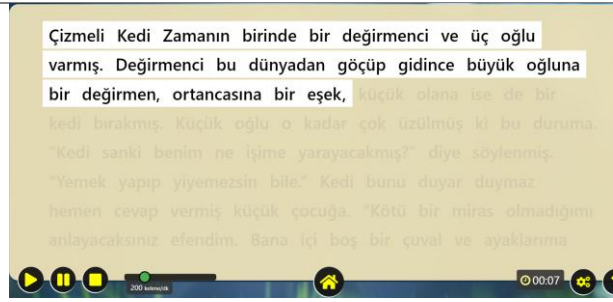 Çizmeli Kedi Zamanın birinde bir değirmenci ve üç oğlu
varmış. Değirmenci bu dünyadan göçüp gidince büyük oğluna
bir değirmen, ortancasına bir eşek, küçük olana ise de bir
kedi bırakmış. Küçük oğlu o kadar çok üzülmüş ki bu duruma.
"Kedi sanki benim ne işime yarayacakmış?" diye söylenmiş.
"Yemek yapıp yiyemezsin bile." Kedi bunu duyar duymaz
hemen cevap vermiş küçük çocuğa. "Kötü bir miras olmadığımı
anlayacaksınız efendim. Bana içi boş bir çuval ve ayaklarıma
200 kelime/dk
00:07